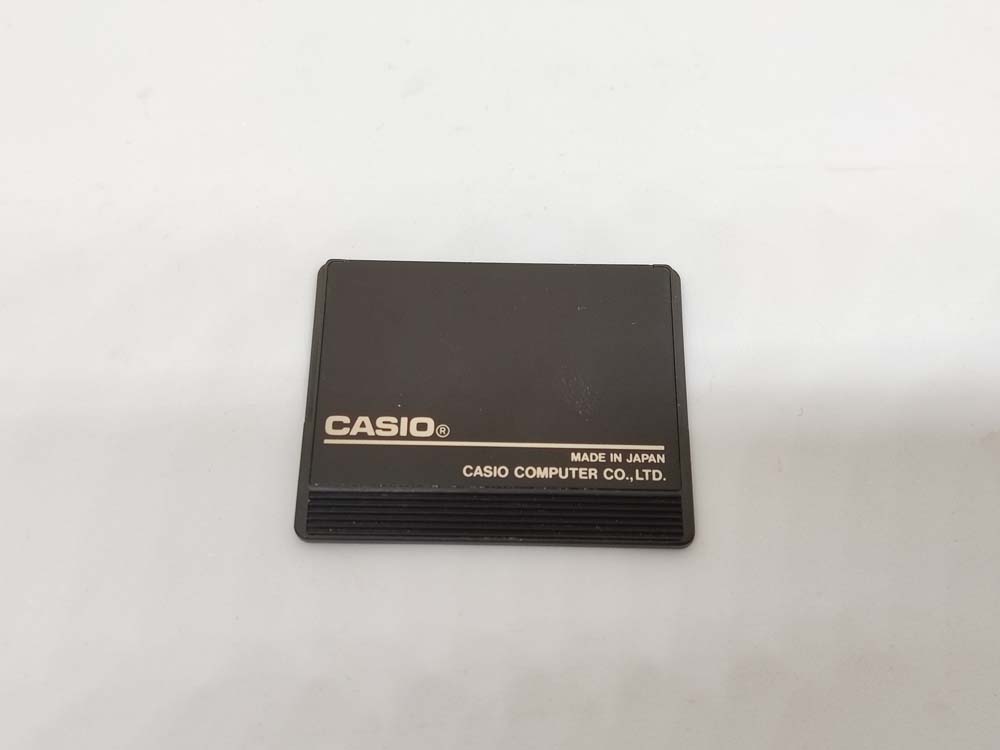 CASIO®
MADE IN JAPAN
CASIO COMPUTER CO.,LTD.